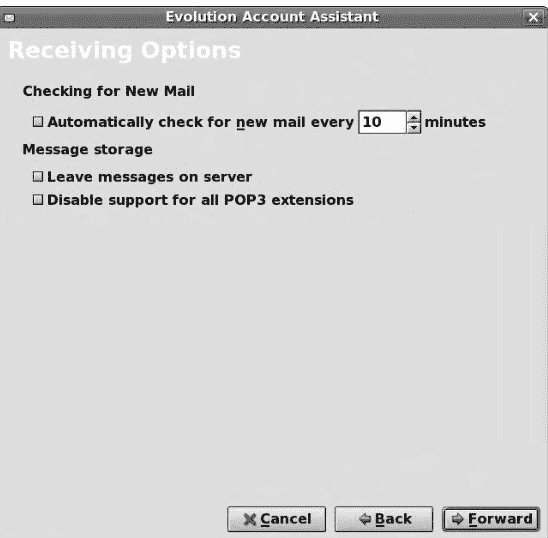 Evolution Account Assistant
Receiving Options
Checking for New Mail
Automatically check for new mail every 10 minutes
Message storage
Leave messages on server
Disable support for all POP3 extensions
Cancel Back Forward